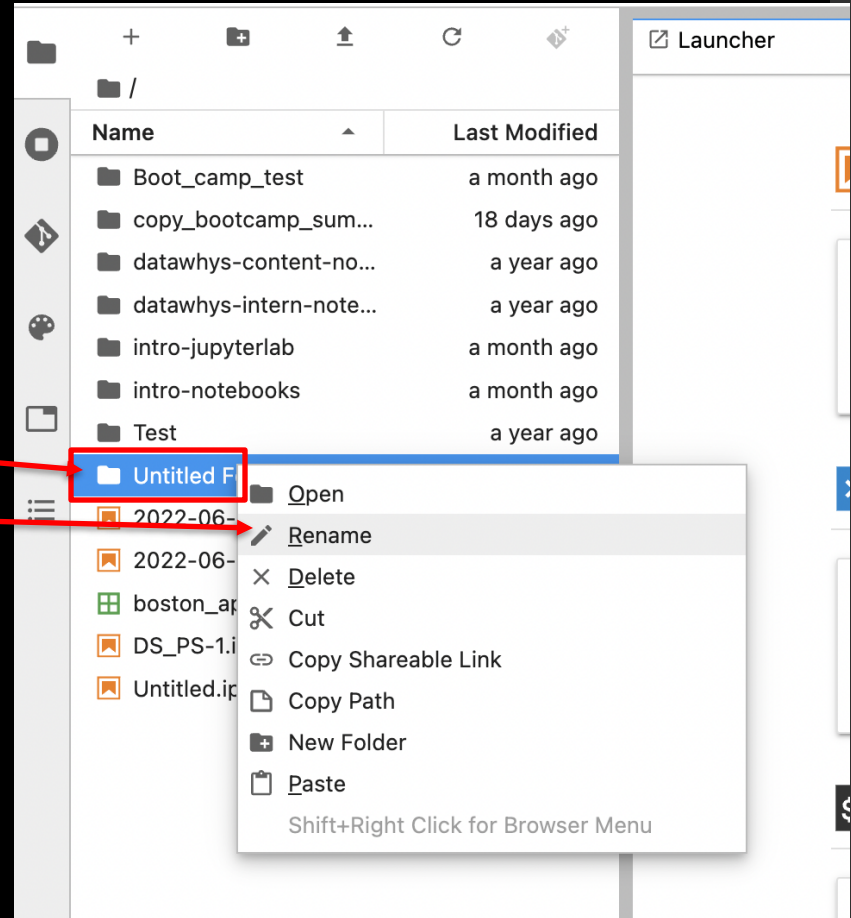 Launcher
/
Name Last Modified
Boot_camp_test a month ago
copy_bootcamp_sum... 18 days ago
datawhys-content-no... a year ago
datawhys-intern-note... a year ago
intro-jupyterlab a month ago
intro-notebooks a month ago
Test a year ago
Untitled F
2022-06-
2022-06-
boston_ap
DS_PS-1.i
Untitled.ip
Open
Rename
Delete
Cut
Copy Shareable Link
Copy Path
New Folder
Paste
Shift+Right Click for Browser Menu
$